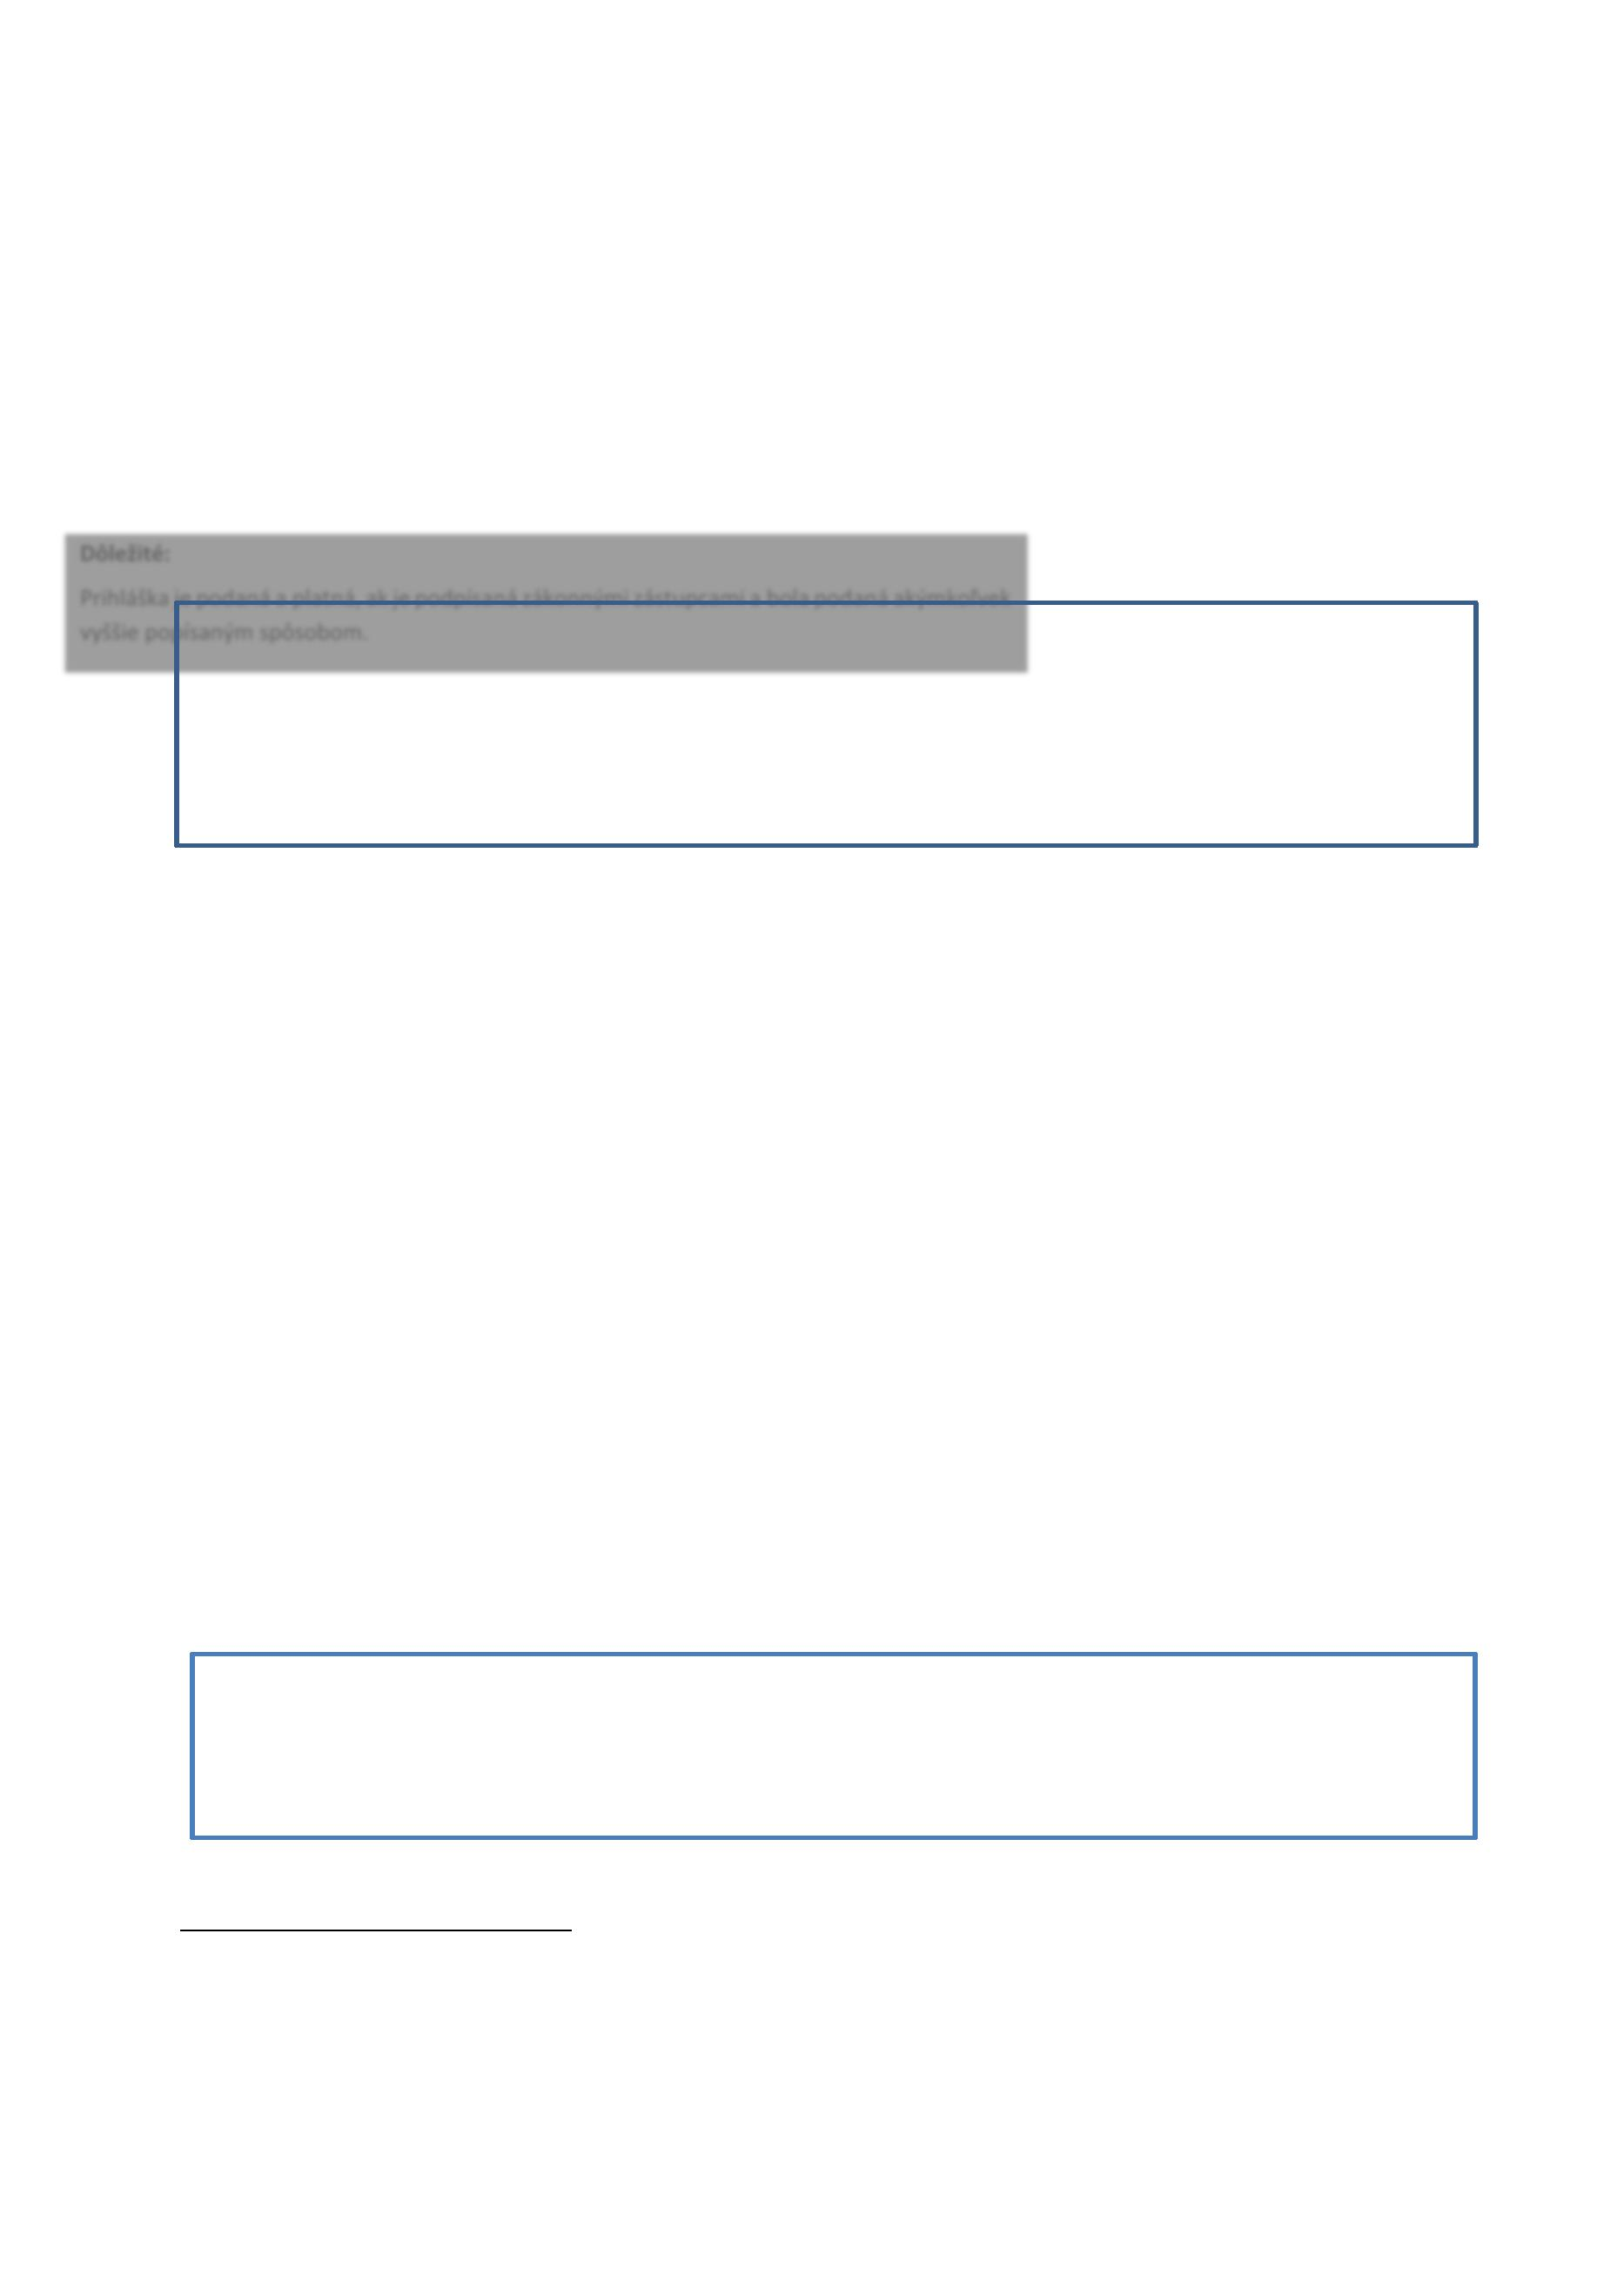 Dôležité:
Prihláška je podaná a platná, ak je podpísaná zákonnými zástupcami a bola podaná akýmkoľvek
vyššie popísaným spôsobom.